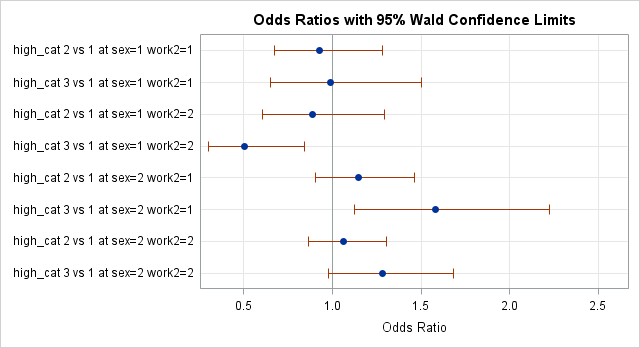 Odds Ratios with 95% Wald Confidence Limits
high_cat 2 vs 1 at sex=1 work2=1
high_cat 3 vs 1 at sex=1 work2=1
high_cat 2 vs 1 at sex=1 work2=2
high_cat 3 vs 1 at sex=1 work2=2
high_cat 2 vs 1 at sex=2 work2=1
high_cat 3 vs 1 at sex=2 work2=1
high_cat 2 vs 1 at sex=2 work2=2
high_cat 3 vs 1 at sex=2 work2=2
0.5 1.0 1.5 2.0 2.5
Odds Ratio